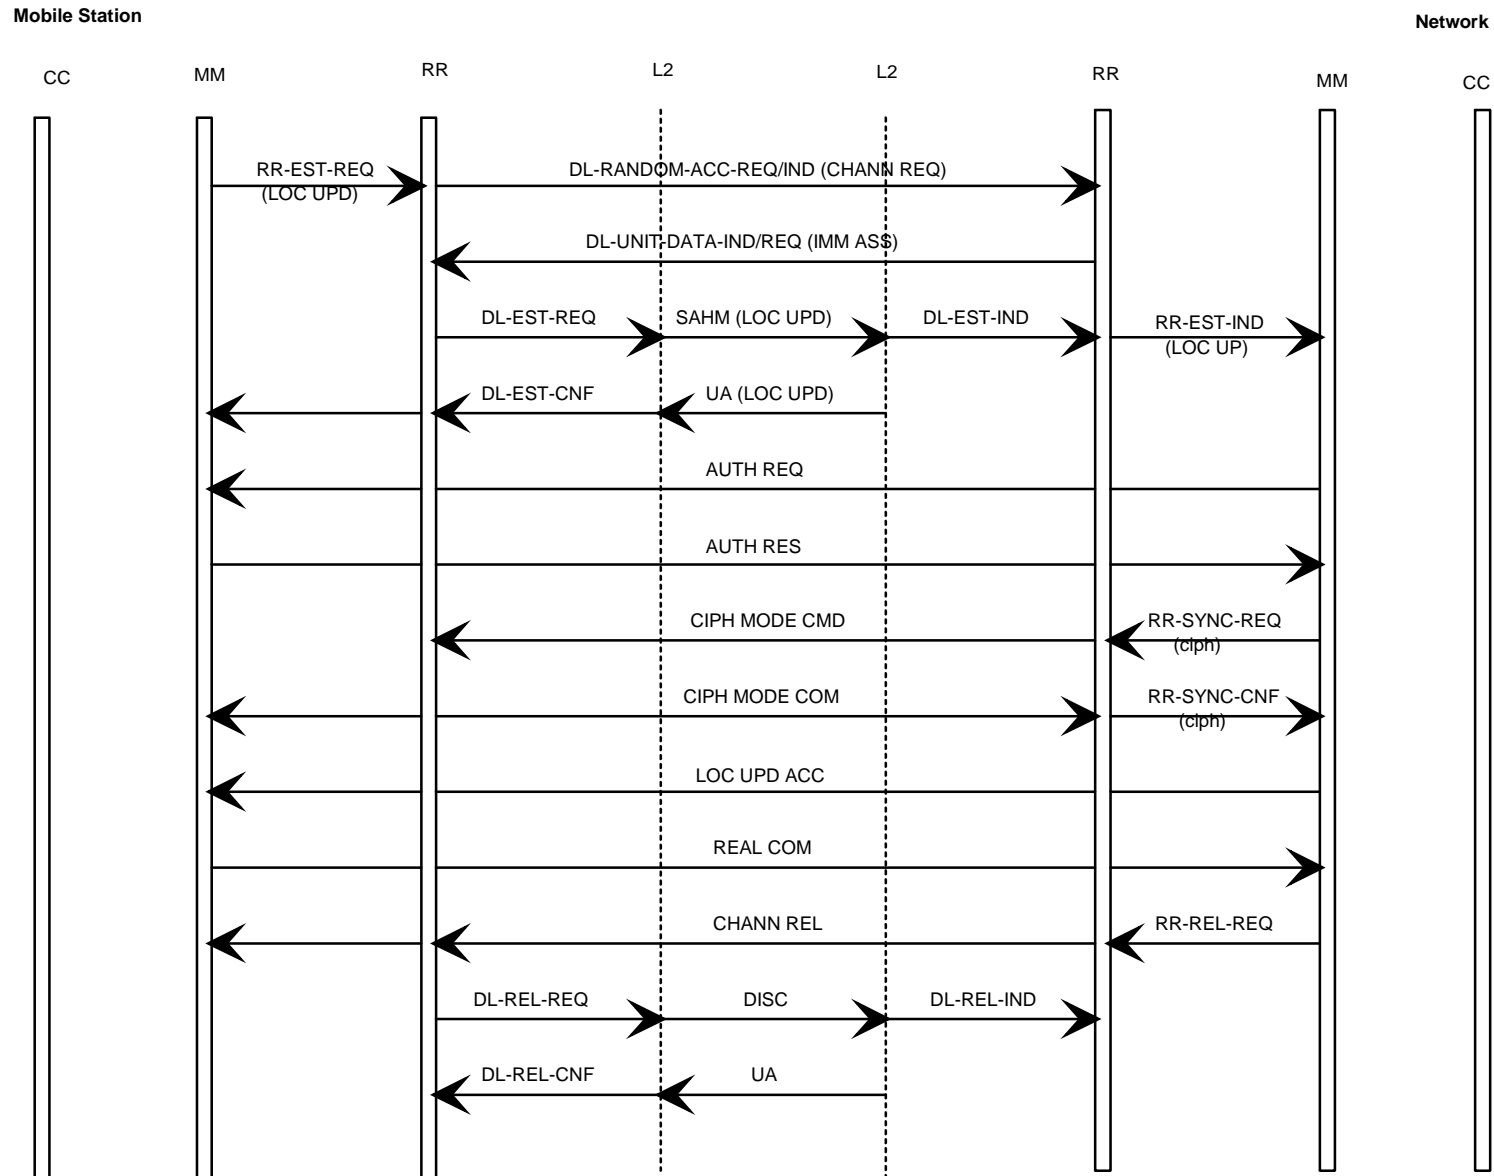 Mobile Station
Network
CC
MM
RR
L2
L2
RR
MM
CC
RR-EST-REQ
(LOC UPD)
DL-RANDOM-ACC-REQ/IND (CHANN REQ)
DL-UNIT-DATA-IND/REQ (IMM ASS)
DL-EST-REQ
SAHM (LOC UPD)
DL-EST-IND
RR-EST-IND
(LOC UP)
DL-EST-CNF
UA (LOC UPD)
AUTH REQ
AUTH RES
CIPH MODE CMD
RR-SYNC-REQ
(ciph)
CIPH MODE COM
RR-SYNC-CNF
(ciph)
LOC UPD ACC
REAL COM
CHANN REL
RR-REL-REQ
DL-REL-REQ
DISC
DL-REL-IND
DL-REL-CNF
UA